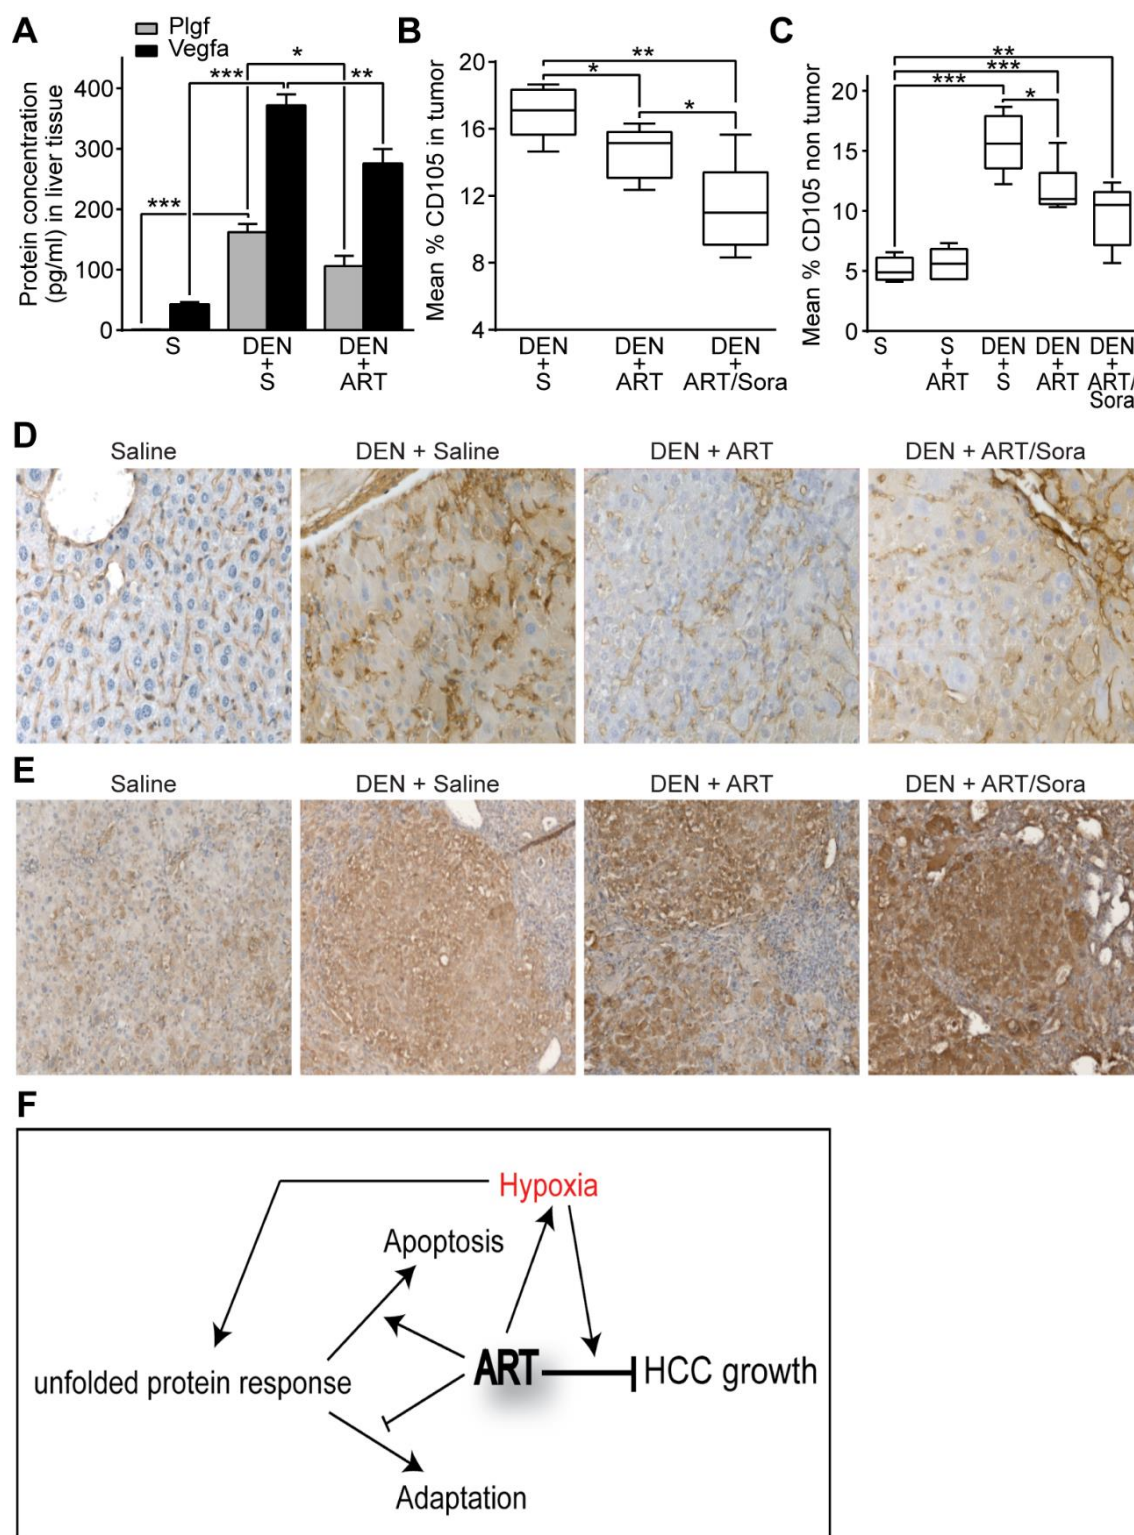 A
Plgf
Vegfa
Protein concentration
(pg/ml) in liver tissue
400
300
200
100
0
***
***
*
**
S
DEN
+
S
DEN
+
ART
B
Mean % CD105 in tumor
20
16
12
8
4
**
*
*
DEN
+
S
DEN
+
ART
DEN
+
ART/Sora
C
Mean % CD105 non tumor
20
15
10
5
0
**
***
***
*
S
S
+
ART
DEN
+
S
DEN
+
ART
DEN
+
ART/
Sora
D
Saline
DEN + Saline
DEN + ART
DEN + ART/Sora
E
Saline
DEN + Saline
DEN + ART
DEN + ART/Sora
F
Hypoxia
Apoptosis
unfolded protein response
ART
HCC growth
Adaptation